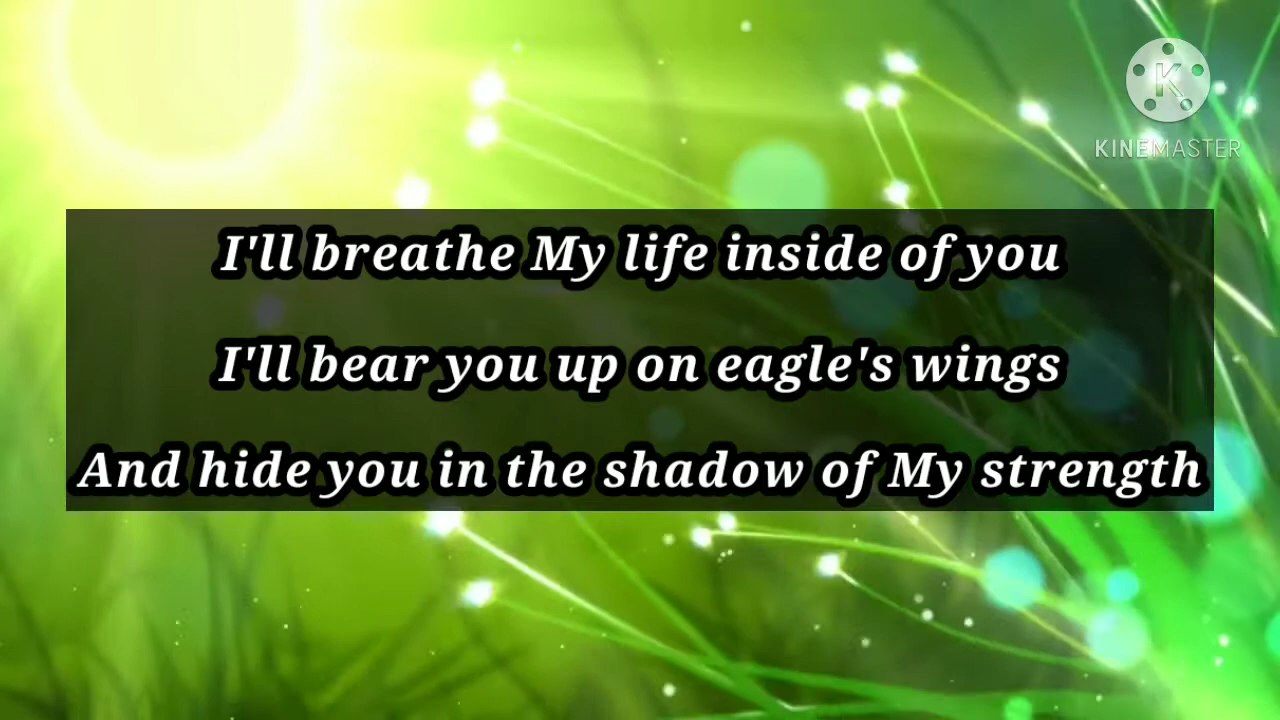 K
KINEMASTER
I'll breathe My life inside of you
I'll bear you up on eagle's wings
And hide you in the shadow of My strength